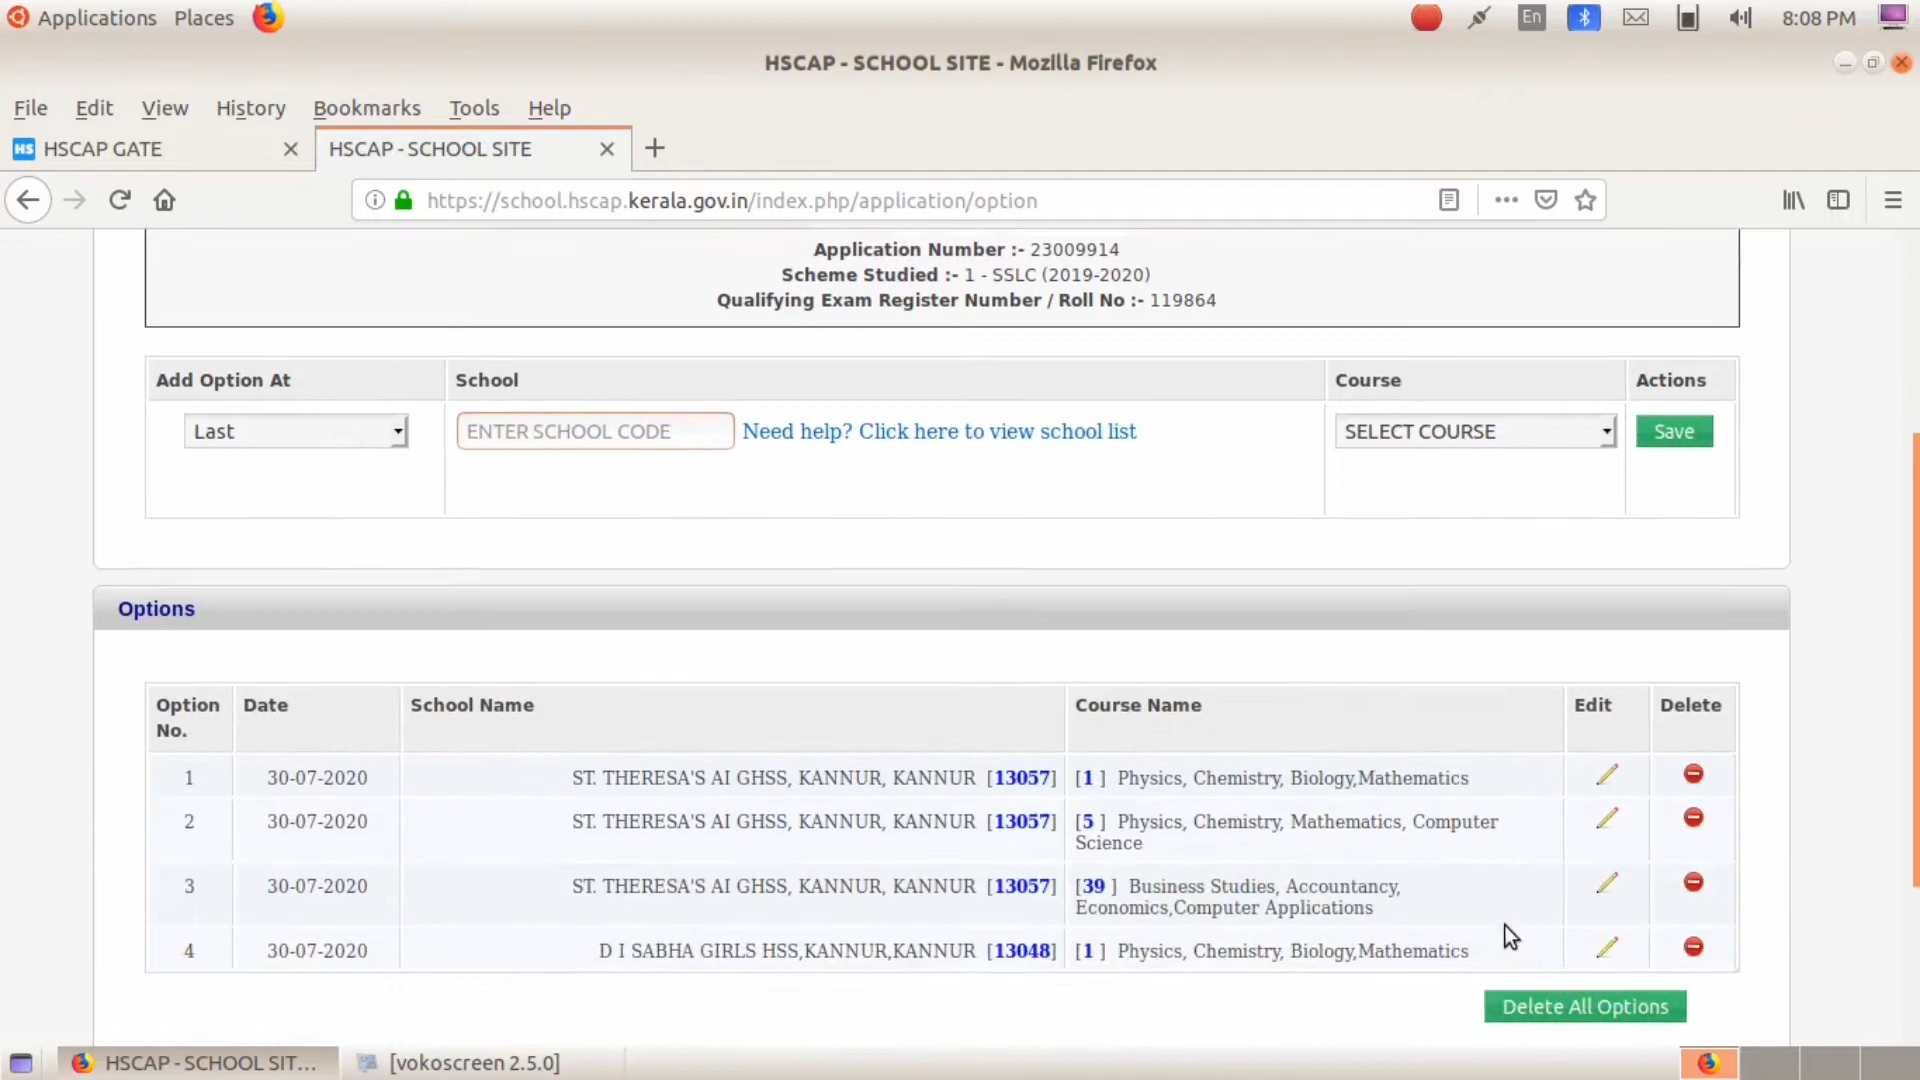 Applications Places En 8:08 PM
HSCAP - SCHOOL SITE - Mozilla Firefox
File Edit View History Bookmarks Tools Help
HS HSCAP GATE HSCAP - SCHOOL SITE
https://school.hscap.kerala.gov.in/index.php/application/option
Application Number :- 23009914
Scheme Studied :- 1 - SSLC (2019-2020)
Qualifying Exam Register Number / Roll No :- 119864
Add Option At School Course Actions
Last ENTER SCHOOL CODE Need help? Click here to view school list SELECT COURSE Save
Options
Option No. Date School Name Course Name Edit Delete
1 30-07-2020 ST. THERESA'S AI GHSS, KANNUR, KANNUR [13057] [1 ] Physics, Chemistry, Biology,Mathematics
2 30-07-2020 ST. THERESA'S AI GHSS, KANNUR, KANNUR [13057] [5 ] Physics, Chemistry, Mathematics, Computer
Science
3 30-07-2020 ST. THERESA'S AI GHSS, KANNUR, KANNUR [13057] [39 ] Business Studies, Accountancy,
Economics,Computer Applications
4 30-07-2020 D I SABHA GIRLS HSS,KANNUR,KANNUR [13048] [1 ] Physics, Chemistry, Biology,Mathematics
Delete All Options
HSCAP - SCHOOL SIT... [vokoscreen 2.5.0]